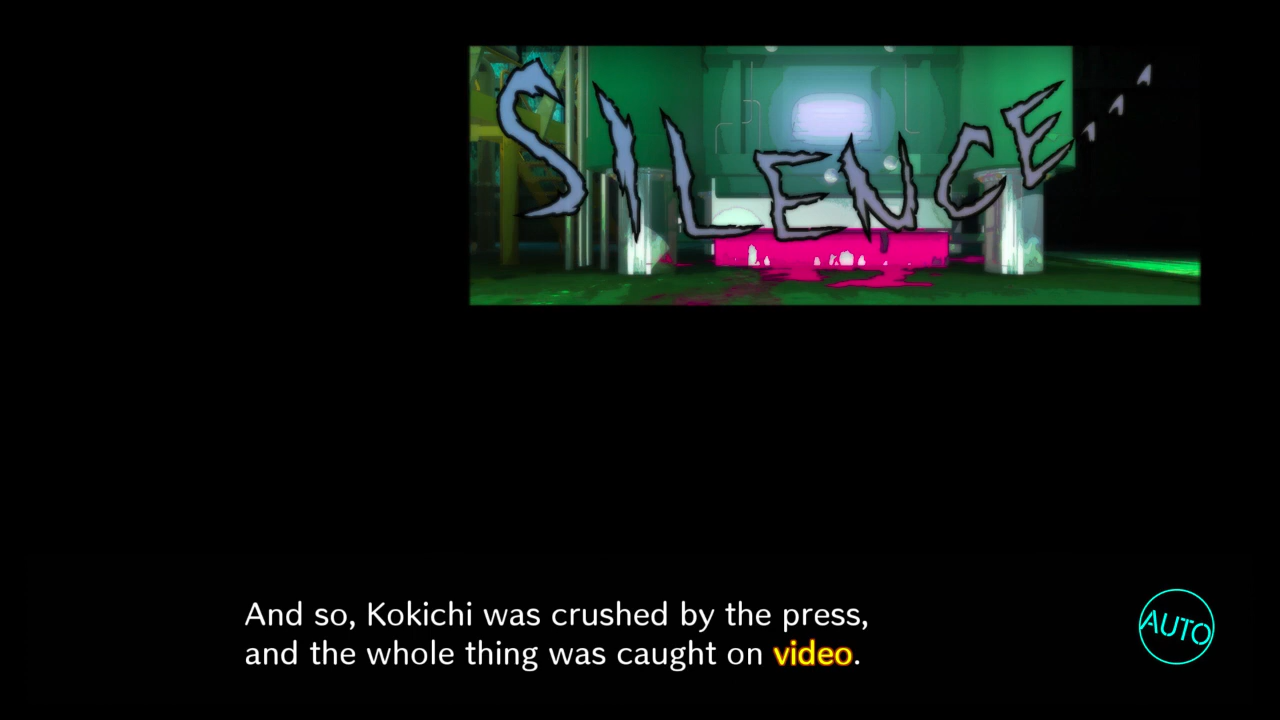 SILENCE...
And so, Kokichi was crushed by the press,
and the whole thing was caught on video.
AUTO